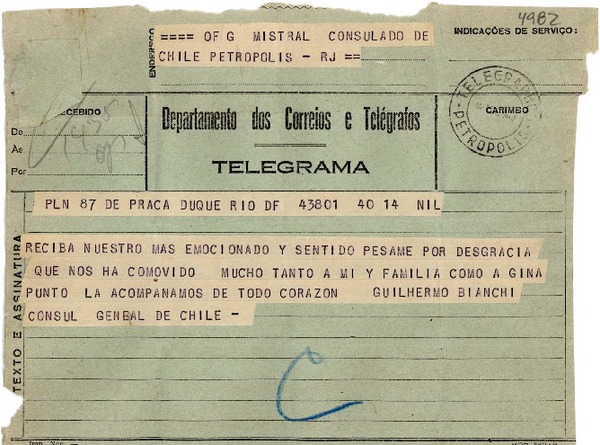 4982
ENDEREÇO
==== OF G MISTRAL CONSULADO DE
CHILE PETROPOLIS - RJ ==
INDICAÇÕES DE SERVIÇO:
RECEBIDO
De
Às
Por
Departamento dos Correios e Telégrafos
TELEGRAMA
CARIMBO
PETROPOLIS
PLN 87 DE PRACA DUQUE RIO DF 43801 40 14 NIL
TEXTO E ASSINATURA
RECIBA NUESTRO MAS EMOCIONADO Y SENTIDO PESAME POR DESGRACIA
QUE NOS HA COMOVIDO MUCHO TANTO A MI Y FAMILIA COMO A GINA
PUNTO LA ACOMPANAMOS DE TODO CORAZON GUILHERMO BIANCHI
CONSUL GENBAL DE CHILE -